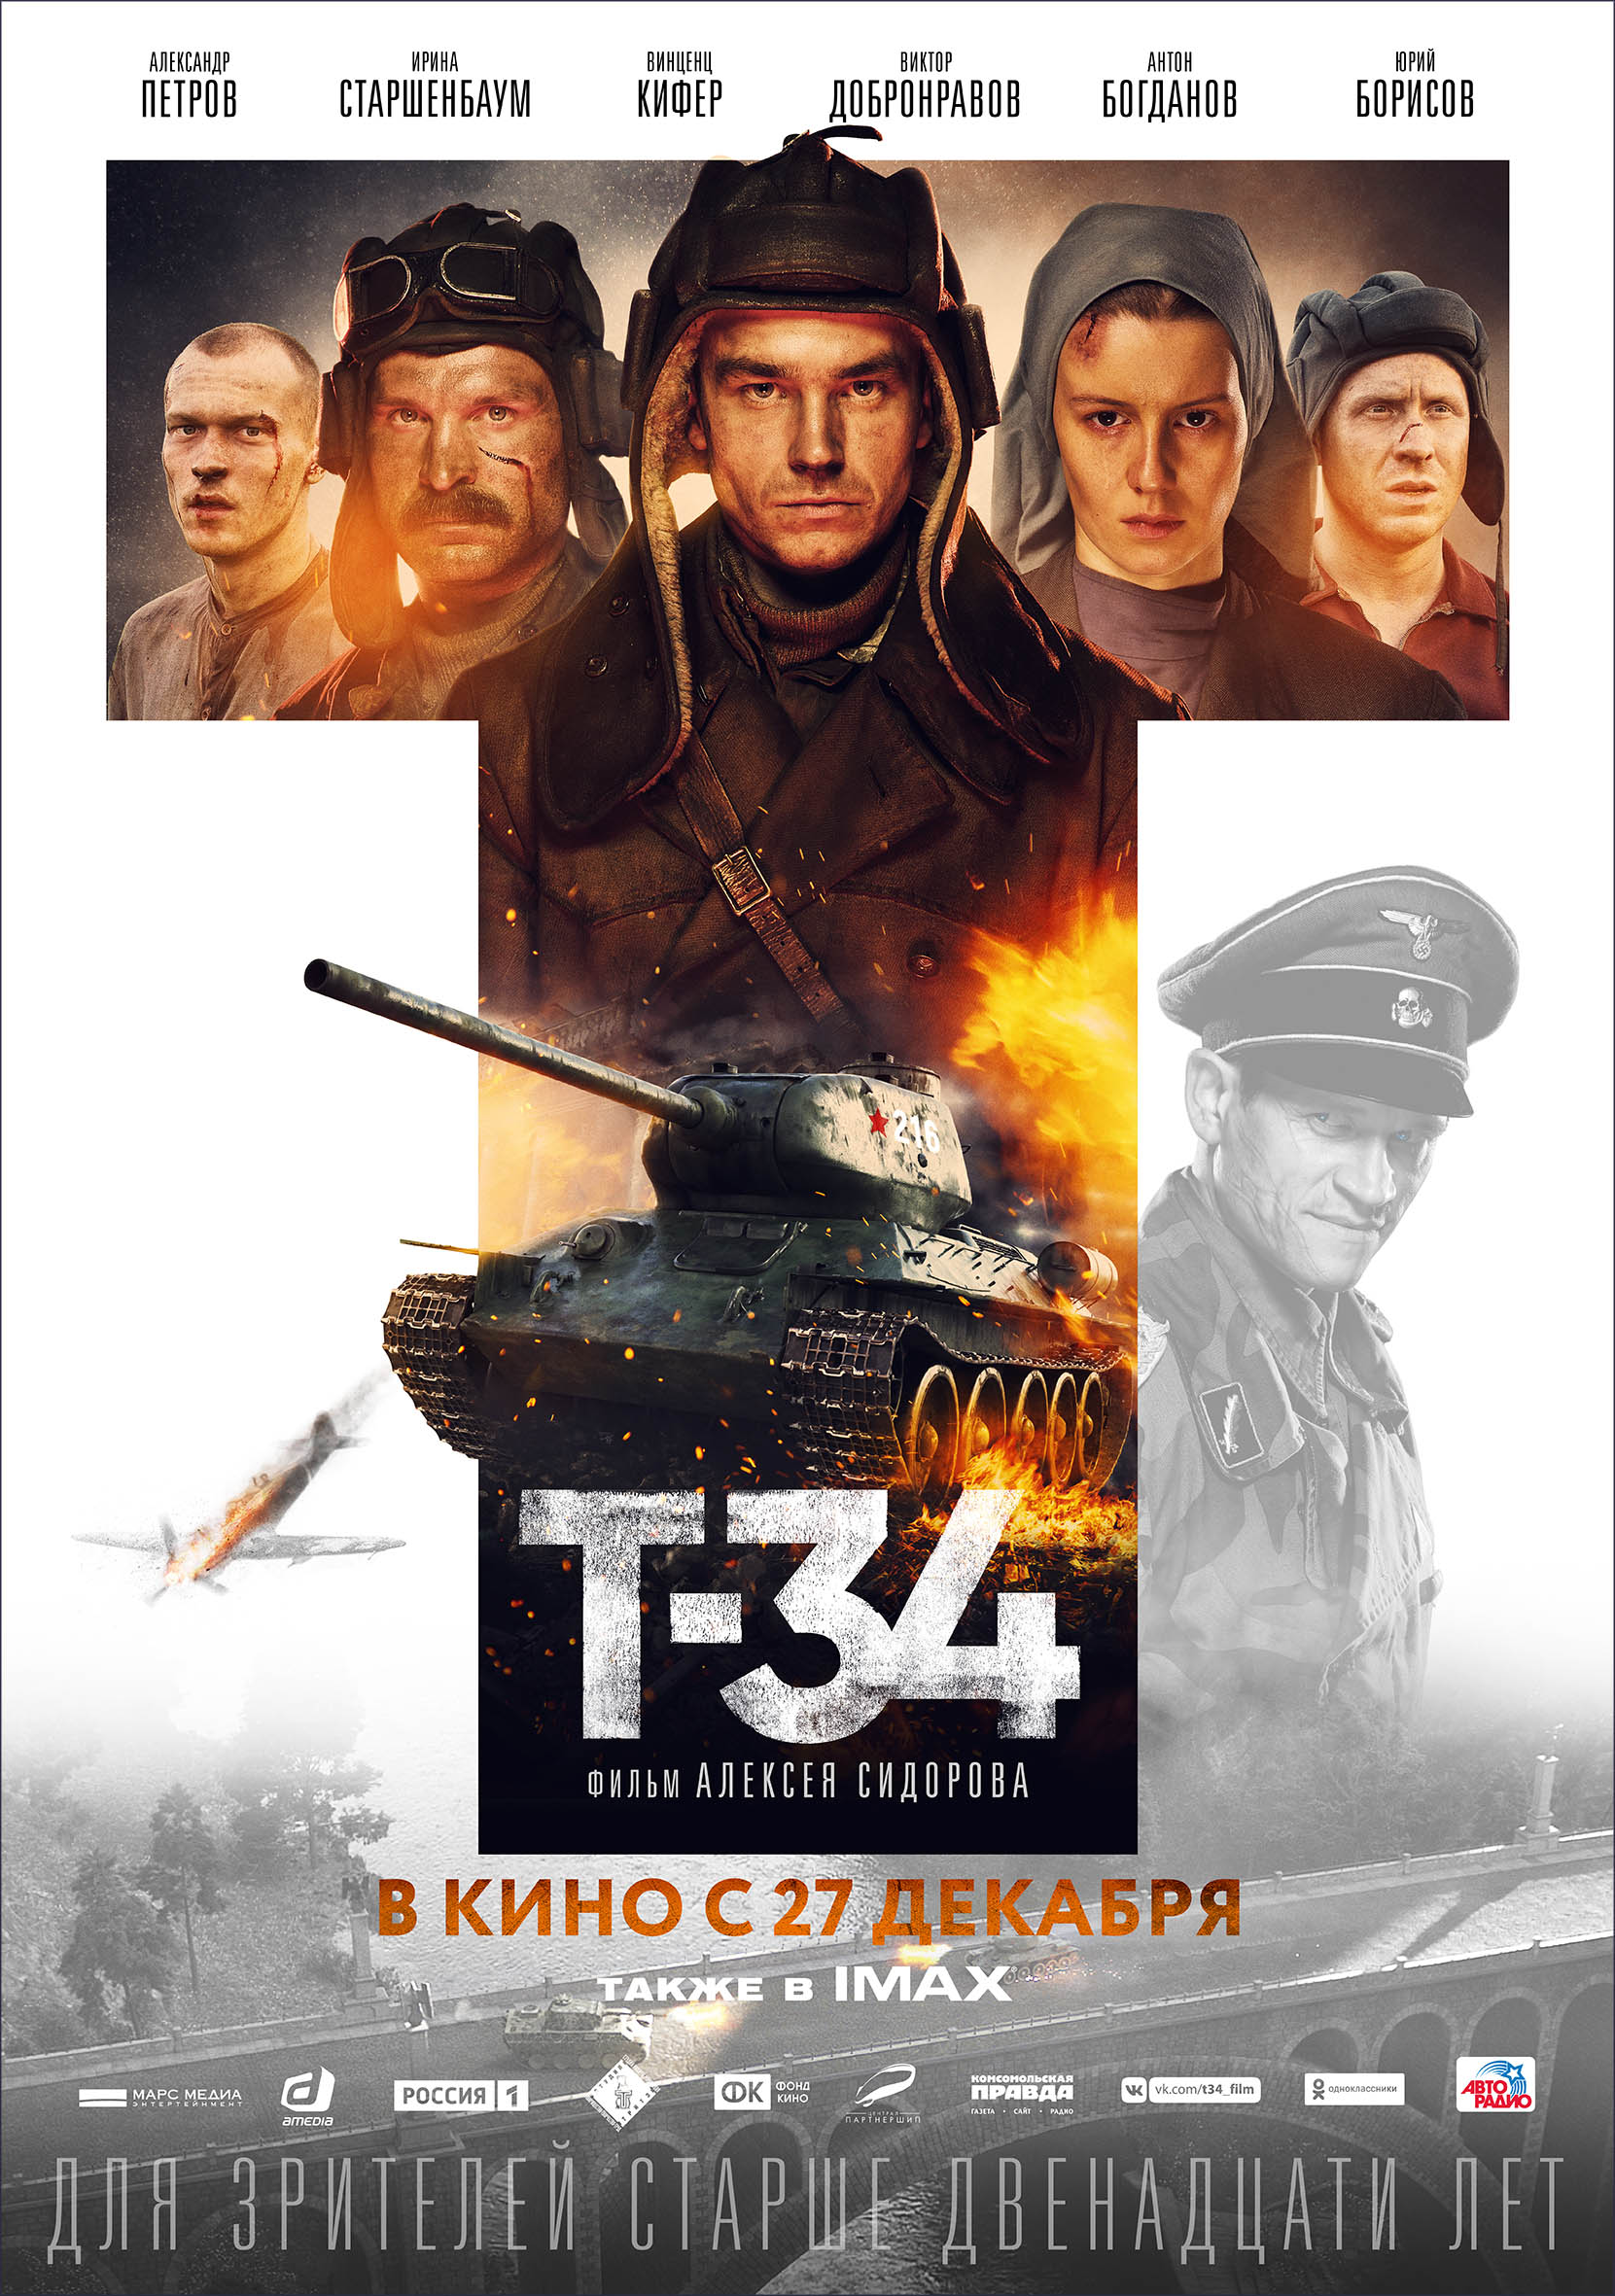 АЛЕКСАНДР
ПЕТРОВ
ИРИНА
СТАРШЕНБАУМ
ВИНЦЕНЦ
КИФЕР
ВИКТОР
ДОБРОНРАВОВ
АНТОН
БОГДАНОВ
ЮРИЙ
БОРИСОВ
216
Т-34
ФИЛЬМ АЛЕКСЕЯ СИДОРОВА
В КИНО С 27 ДЕКАБРЯ
ТАКЖЕ В IMAX
МАРС МЕДИА
ЭНТЕРТЕЙНМЕНТ
amedia
РОССИЯ 1
ФК ФОНД
КИНО
ЦЕНТРАЛ
ПАРТНЕРШИП
КОМСОМОЛЬСКАЯ
ПРАВДА
ГАЗЕТА • САЙТ • РАДИО
vk.com/t34_film
одноклассники
АВТО
РАДИО
ДЛЯ ЗРИТЕЛЕЙ СТАРШЕ ДВЕНАДЦАТИ ЛЕТ